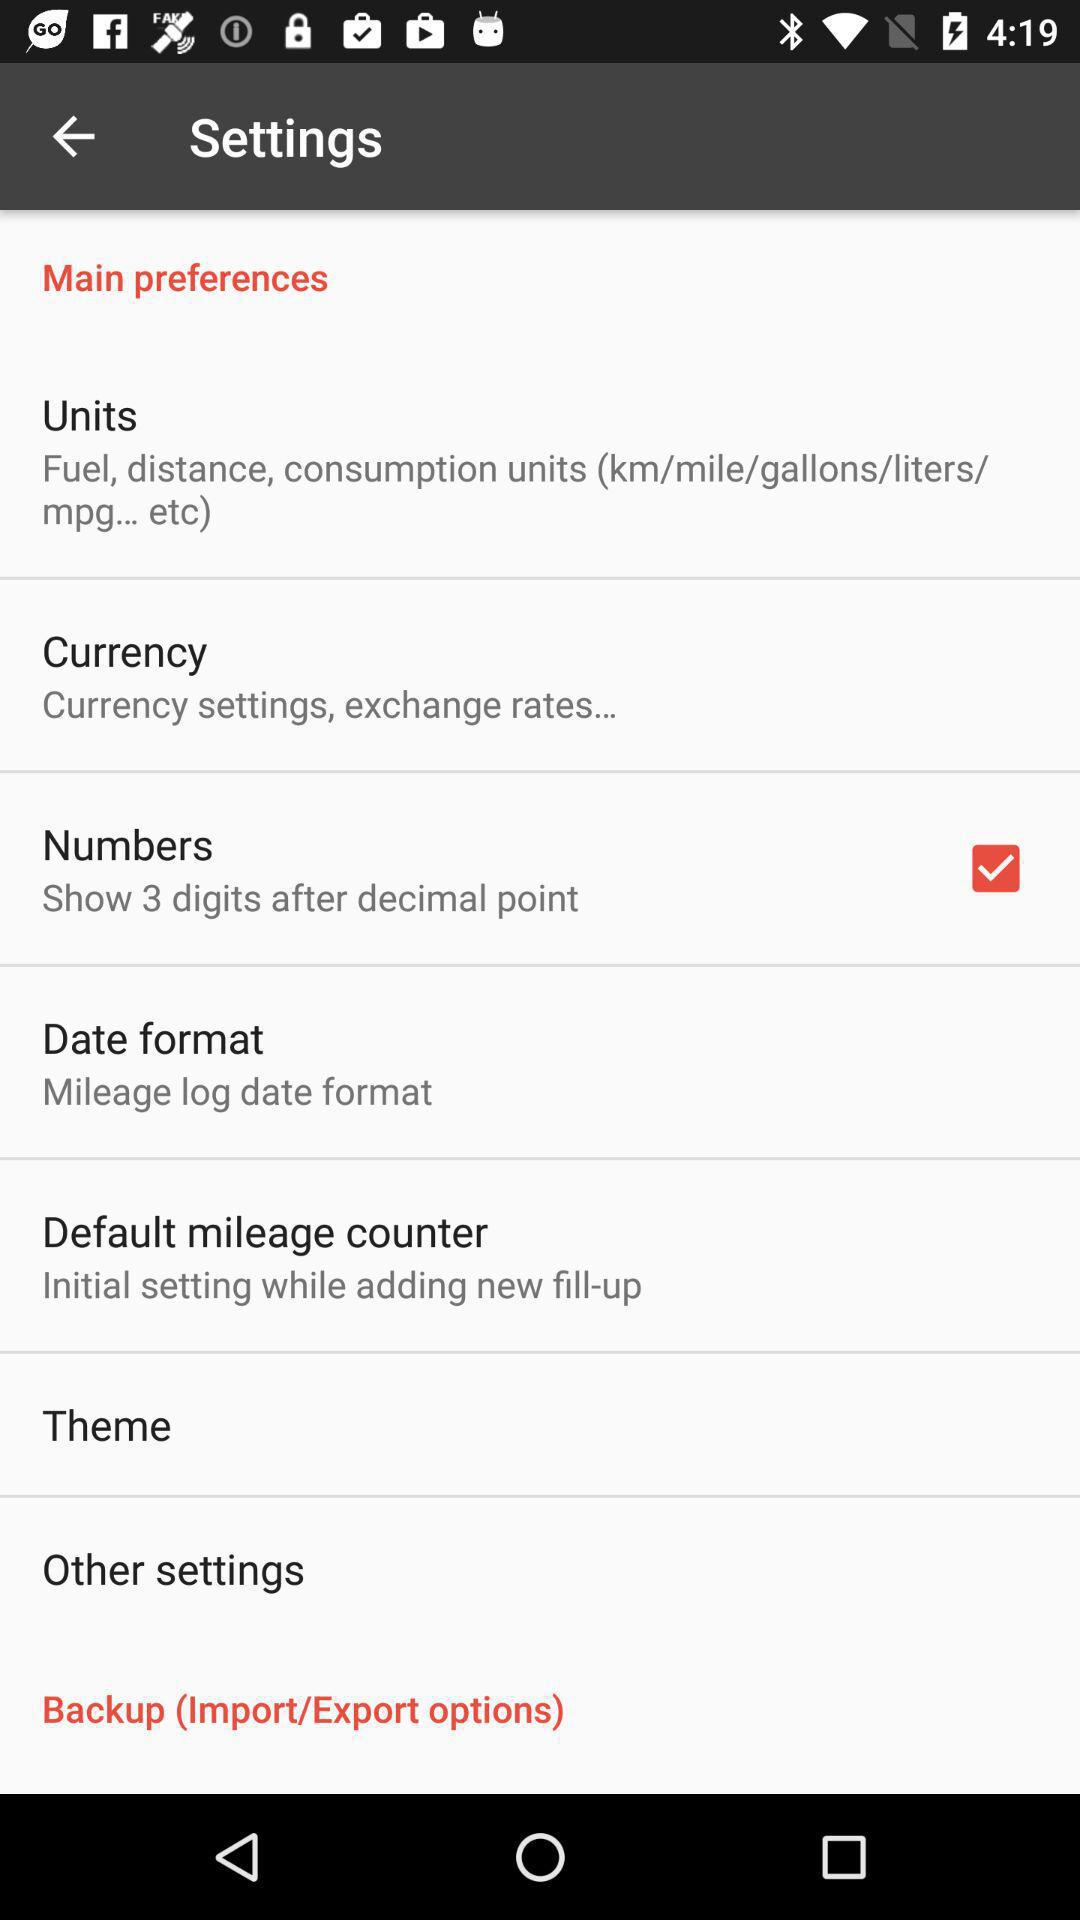 GO FAK 4:19
Settings
Main preferences
Units
Fuel, distance, consumption units (km/mile/gallons/liters/
mpg... etc)
Currency
Currency settings, exchange rates...
Numbers
Show 3 digits after decimal point
Date format
Mileage log date format
Default mileage counter
Initial setting while adding new fill-up
Theme
Other settings
Backup (Import/Export options)